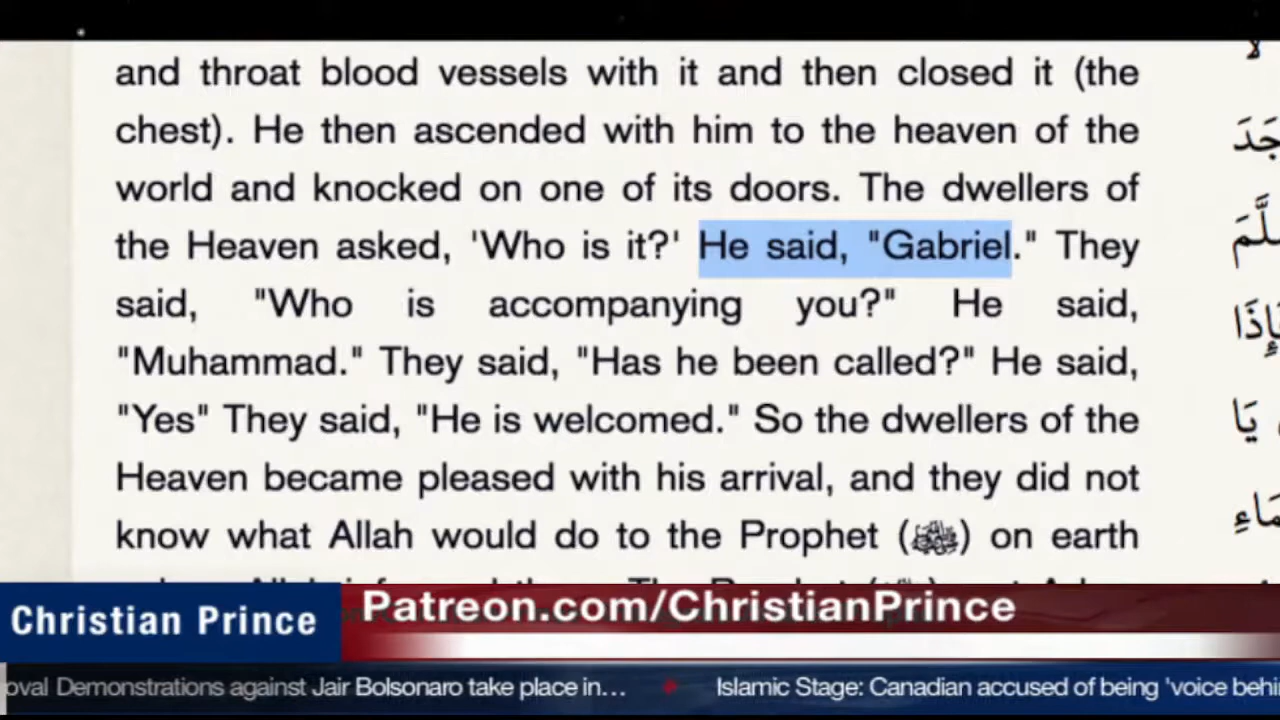 and throat blood vessels with it and then closed it (the
chest). He then ascended with him to the heaven of the
world and knocked on one of its doors. The dwellers of
the Heaven asked, 'Who is it?' He said, "Gabriel." They
said, "Who is accompanying you?" He said,
"Muhammad." They said, "Has he been called?" He said,
"Yes" They said, "He is welcomed." So the dwellers of the
Heaven became pleased with his arrival, and they did not
know what Allah would do to the Prophet (ﷺ) on earth
Christian Prince
Patreon.com/ChristianPrince
oval Demonstrations against Jair Bolsonaro take place in…
Islamic Stage: Canadian accused of being 'voice behi